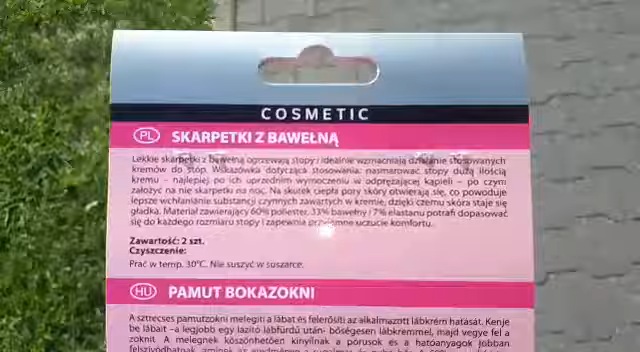 COSMETIC
PL SKARPETKI Z BAWEŁNĄ
Lekkie skarpetki z bawełną ogrzewają stopy i idealnie wzmacniają działanie stosowanych
kremów do stóp. Wskazówka dotycząca stosowania: nasmarować stopy dużą ilością
kremu – najlepiej po ich uprzednim wymoczeniu w odprężającej kąpieli – po czym
założyć na nie skarpetki na noc. Na skutek ciepła pory skóry otwierają się, co powoduje
lepsze wchłanianie substancji czynnych zawartych w kremie, dzięki czemu skóra staje się
gładka. Materiał zawierający 60% poliester, 33% bawełny i 7% elastanu potrafi dopasować
się do każdego rozmiaru stopy i zapewnia przyjemne uczucie komfortu.
Zawartość: 2 szt.
Czyszczenie:
Prać w temp. 30°C. Nie suszyć w suszarce.
HU PAMUT BOKAZOKNI
A sztreccses pamutzokni melegíti a lábat és felerősíti az alkalmazott lábkrém hatását. Kenje
be lábait –a legjobb egy lazító lábfürdő után- bőségesen lábkrémmel, majd vegye fel a
zoknit. A melegnek köszönhetően kinyílnak a pórusok és a hatóanyagok jobban
felszívódhatnak, aminek az eredménye a